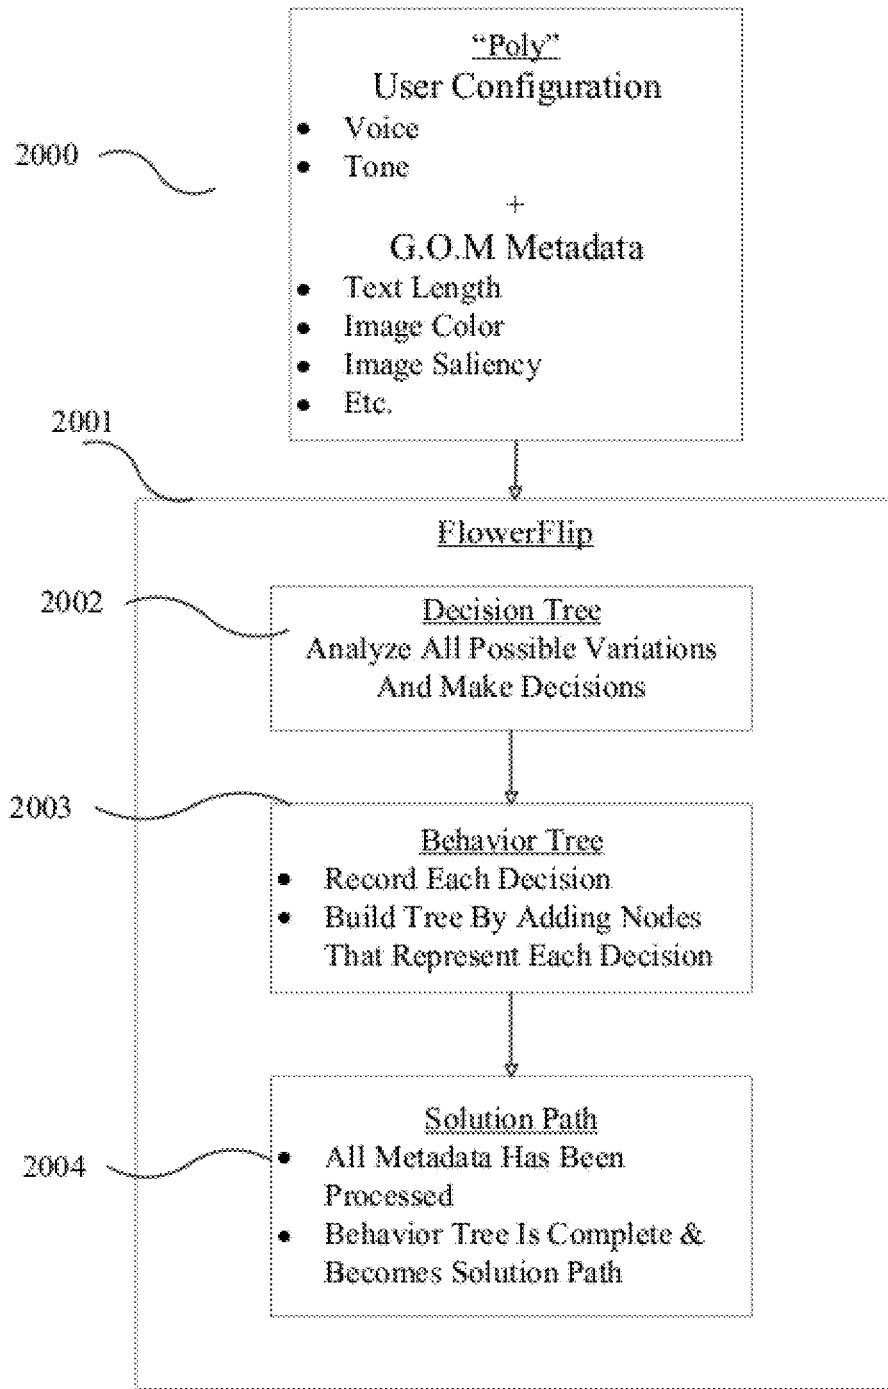 “Poly”
User Configuration
• Voice
2000
• Tone
+
G.O.M Metadata
• Text Length
• Image Color
• Image Saliency
• Etc.
2001
FlowerFlip
2002
Decision Tree
Analyze All Possible Variations
And Make Decisions
2003
Behavior Tree
• Record Each Decision
• Build Tree By Adding Nodes
That Represent Each Decision
Solution Path
2004
• All Metadata Has Been
Processed
• Behavior Tree Is Complete &
Becomes Solution Path